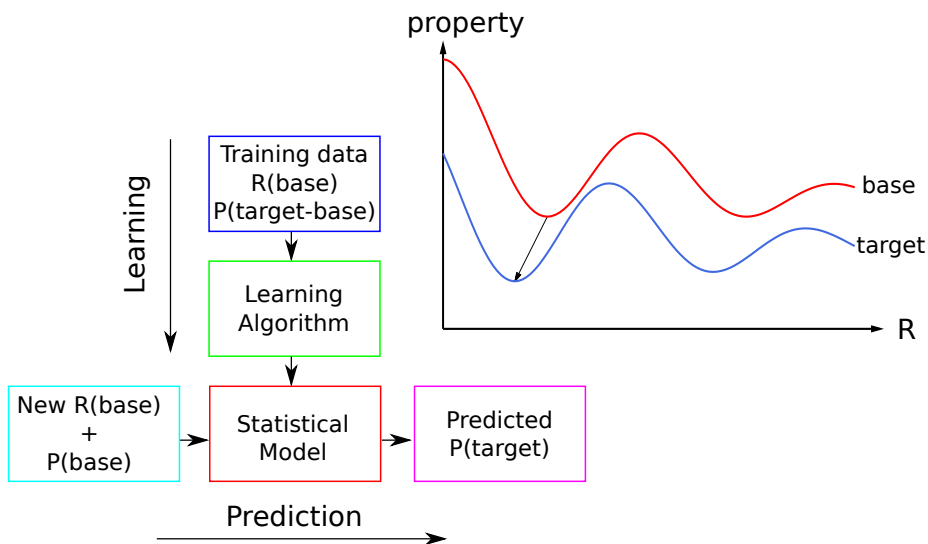 property
base
target
R
Learning
Training data
R(base)
P(target-base)
Learning
Algorithm
New R(base)
+
P(base)
Statistical
Model
Predicted
P(target)
Prediction